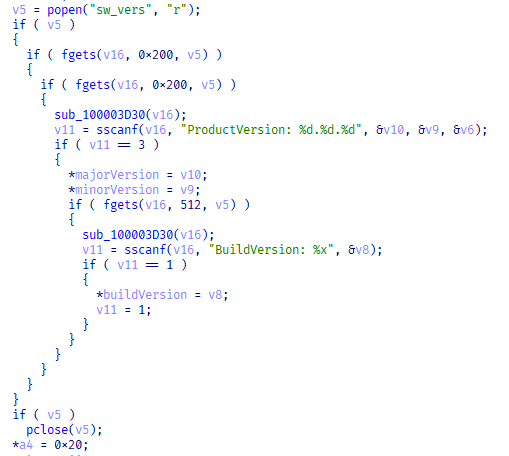 v5 = popen("sw_vers", "r");
if ( v5 )
{
if ( fgets(v16, 0×200, v5) )
{
if ( fgets(v16, 0×200, v5) )
{
sub_100003D30(v16);
v11 = sscanf(v16, "ProductVersion: %d.%d.%d", &v10, &v9, &v6);
if ( v11 == 3 )
{
*majorVersion = v10;
*minorVersion = v9;
if ( fgets(v16, 512, v5) )
{
sub_100003D30(v16);
v11 = sscanf(v16, "BuildVersion: %x", &v8);
if ( v11 == 1 )
{
*buildVersion = v8;
v11 = 1;
}
}
}
}
}
}
if ( v5 )
pclose(v5);
*a4 = 0×20;